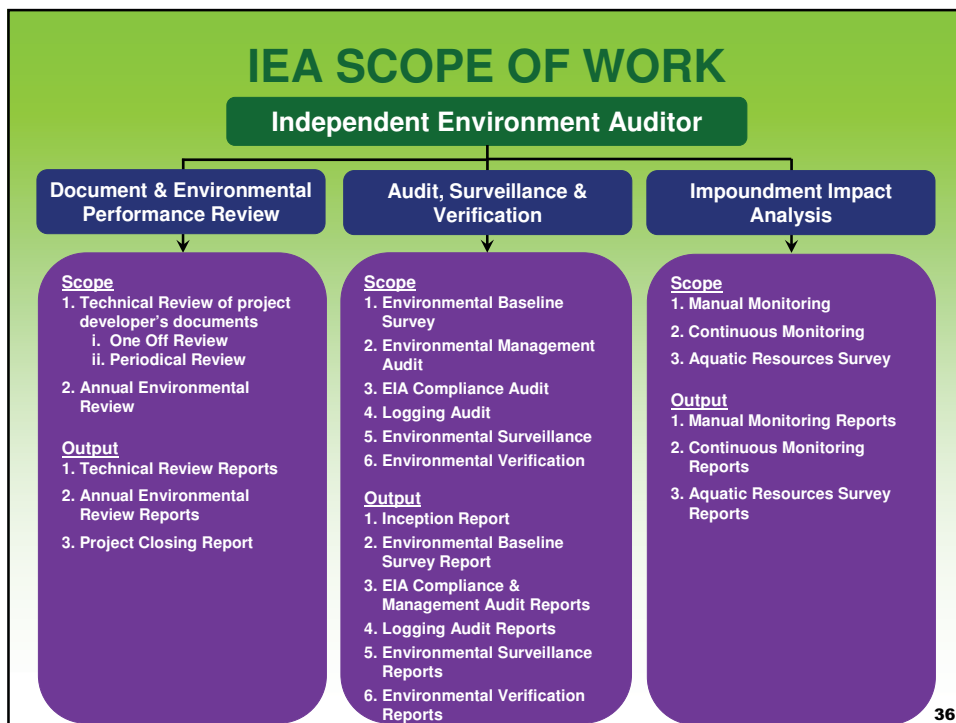 IEA SCOPE OF WORK
Independent Environment Auditor
Document & Environmental
Performance Review
Scope
1. Technical Review of project
developer's documents
i. One Off Review
ii. Periodical Review
2. Annual Environmental
Review
Output
1. Technical Review Reports
2. Annual Environmental
Review Reports
3. Project Closing Report
Audit, Surveillance &
Verification
Scope
1. Environmental Baseline
Survey
2. Environmental Management
Audit
3. EIA Compliance Audit
4. Logging Audit
5. Environmental Surveillance
6. Environmental Verification
Output
1. Inception Report
2. Environmental Baseline
Survey Report
3. EIA Compliance &
Management Audit Reports
4. Logging Audit Reports
5. Environmental Surveillance
Reports
6. Environmental Verification
Reports
Impoundment Impact
Analysis
Scope
1. Manual Monitoring
2. Continuous Monitoring
3. Aquatic Resources Survey
Output
1. Manual Monitoring Reports
2. Continuous Monitoring
Reports
3. Aquatic Resources Survey
Reports
36